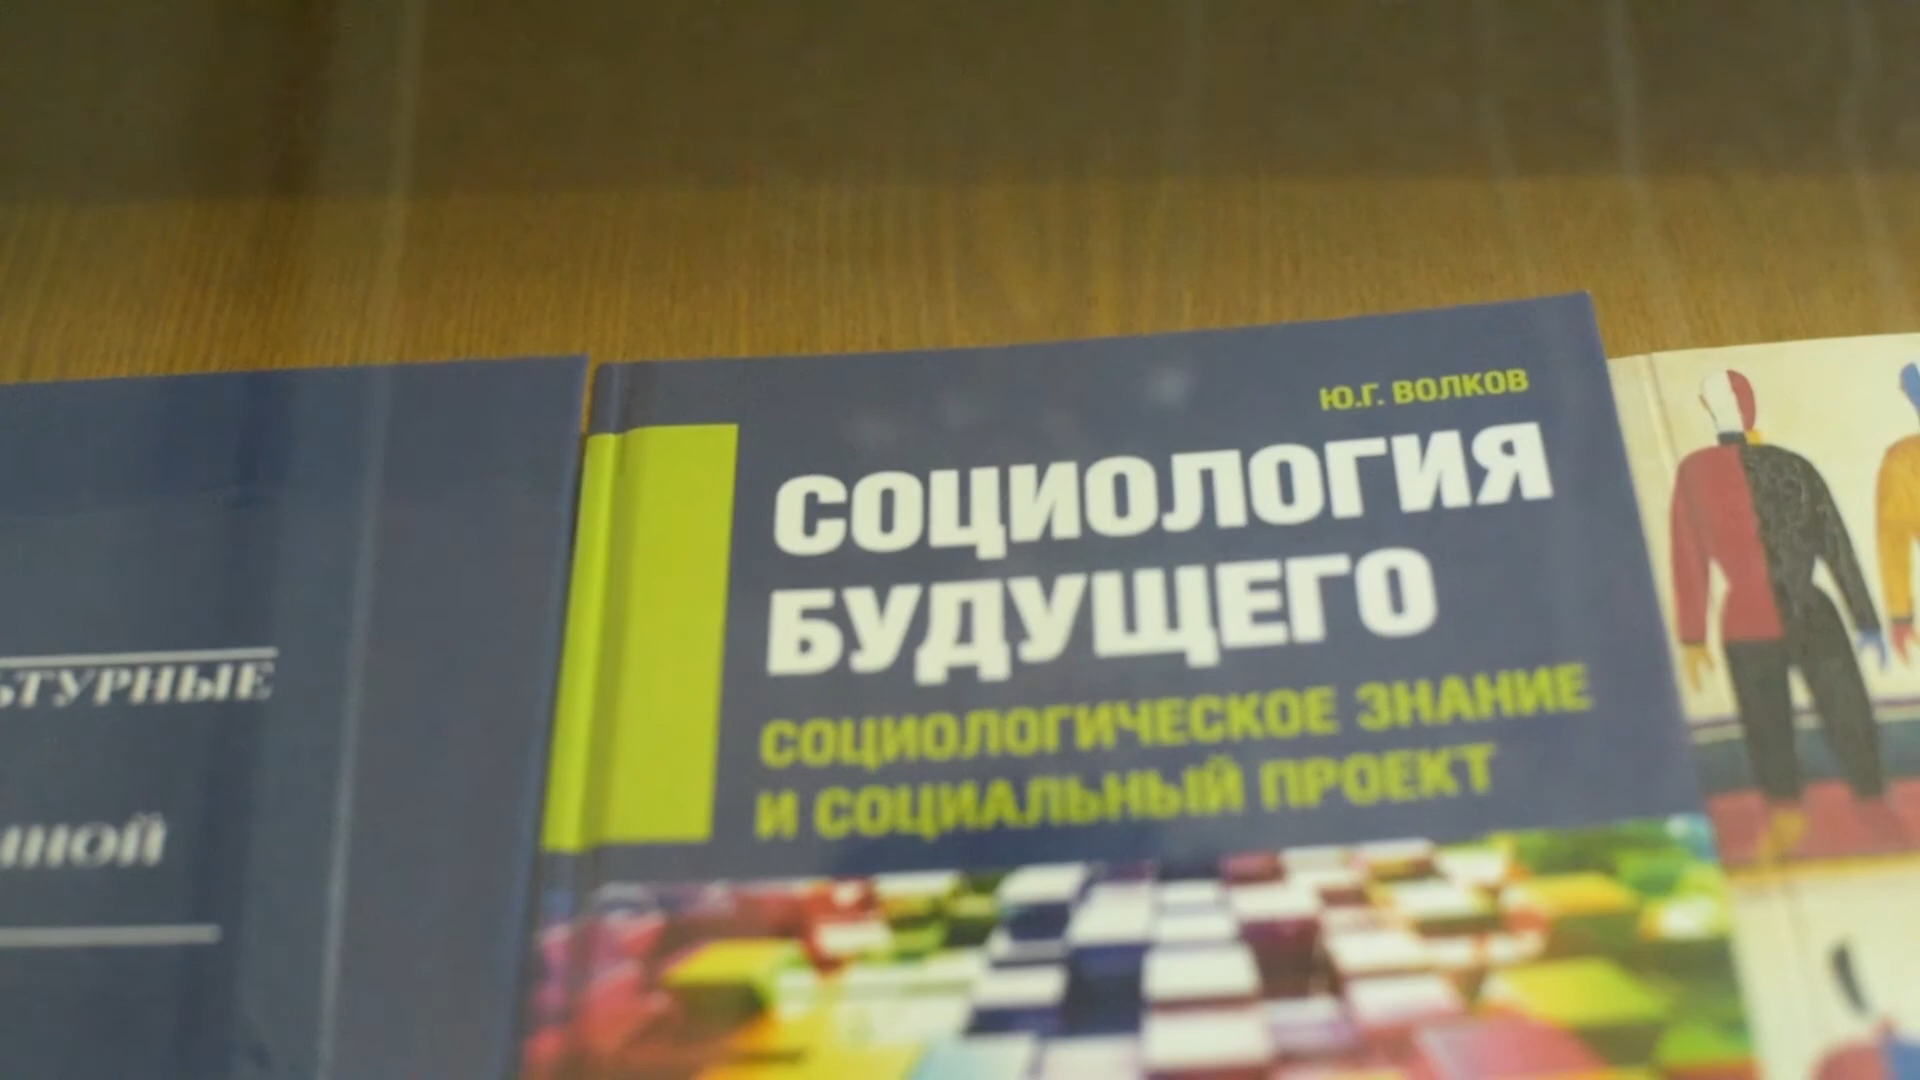 Ю.Г. ВОЛКОВ
СОЦИОЛОГИЯ
БУДУЩЕГО
СОЦИОЛОГИЧЕСКОЕ ЗНАНИЕ
И СОЦИАЛЬНЫЙ ПРОЕКТ